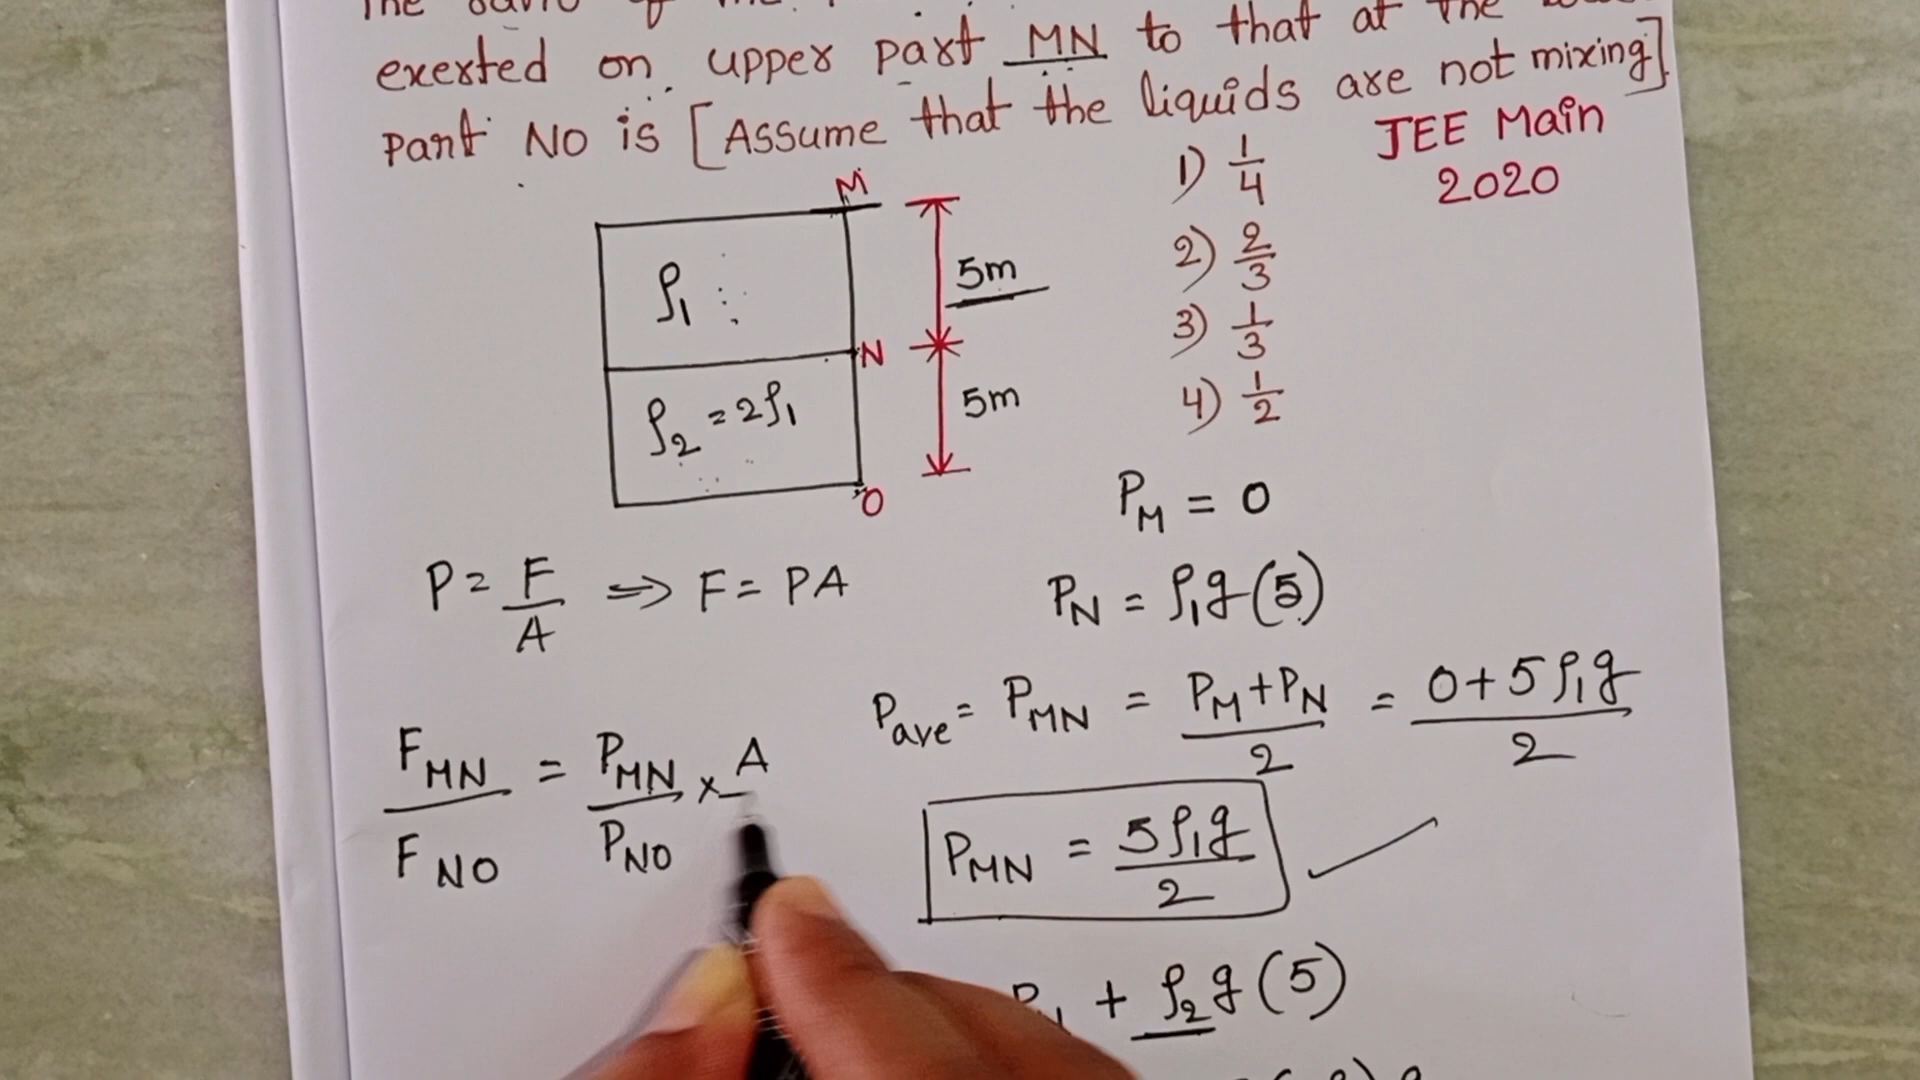 The of the
exerted on upper part MN to that at the
part NO is [Assume that the liquids are not mixing]
JEE Main
2020
1) 1/4
2) 2/3
3) 1/3
4) 1/2
M
ρ1
5m
N
ρ2 = 2ρ1
5m
O
PM = 0
P = F/A ⇒ F = PA
PN = ρ1g(5)
Pave = PMN = (PM+PN)/2 = (0+5ρ1g)/2
FMN/FNO = PMN/PNO × A
PMN = 5ρ1g/2
+ ρ2g(5)